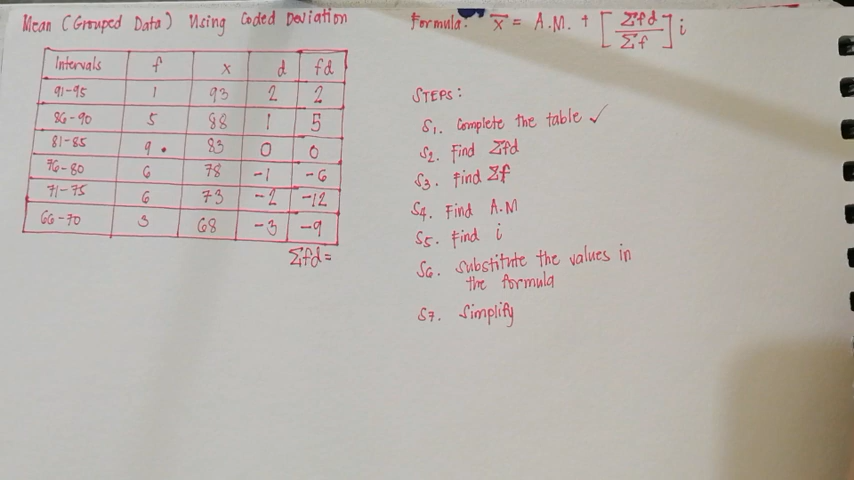 Mean (Grouped Data) Using Coded Deviation
Formula: x̄ = A.M. + [Σfd / Σf] i
Intervals f x d fd
91-95 1 93 2 2
86-90 5 88 1 5
81-85 9. 83 0 0
76-80 6 78 -1 -6
71-75 6 73 -2 -12
66-70 3 68 -3 -9
Σfd =
STEPS:
S1. Complete the table ✓
S2. Find Σfd
S3. Find Σf
S4. Find A.M
S5. Find i
S6. Substitute the values in
the formula
S7. Simplify